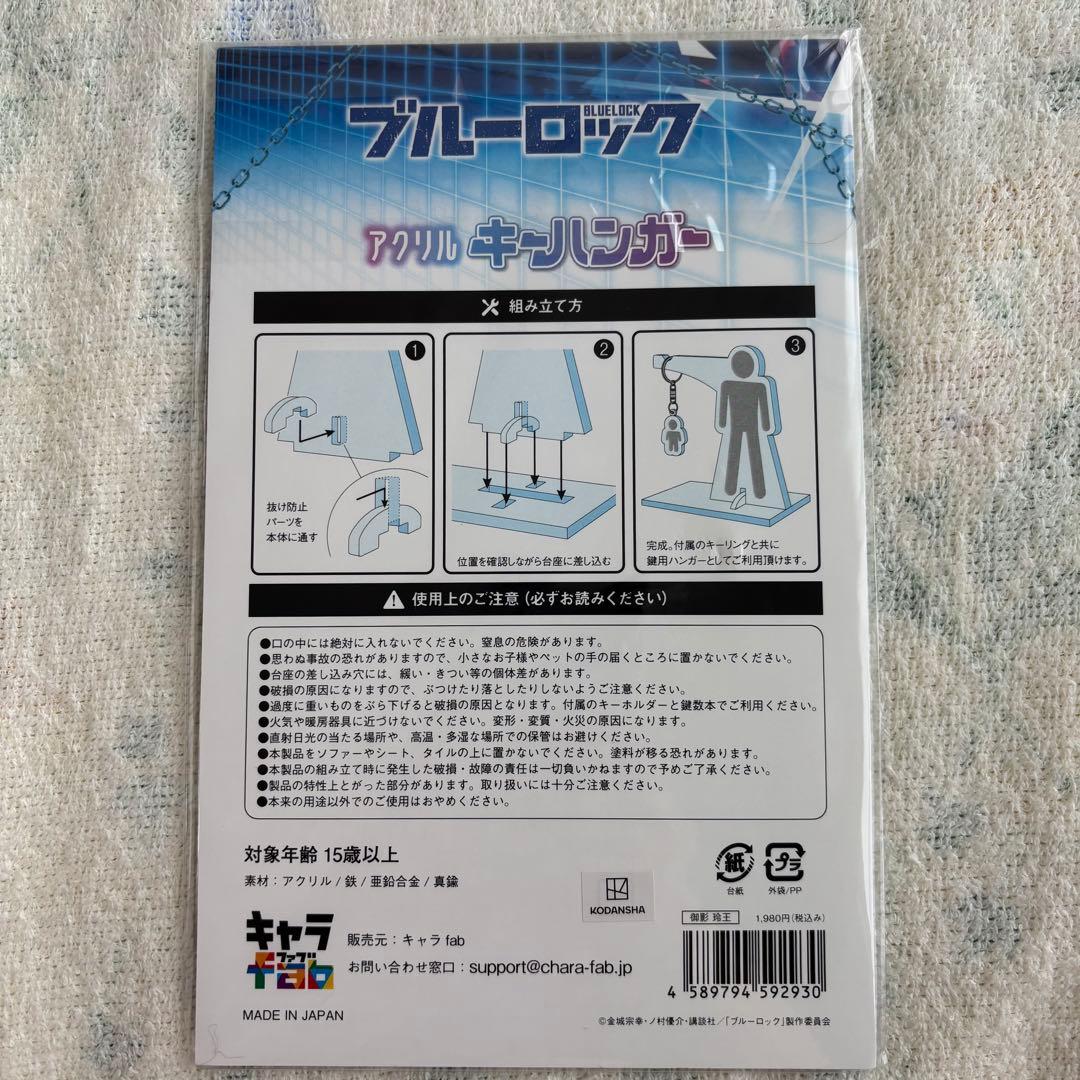 ブルーロック
BLUELOCK
アクリル キーハンガー
組み立て方
1
2
3
抜け防止
パーツを
本体に通す
位置を確認しながら台座に差し込む
完成。付属のキーリングと共に
鍵用ハンガーとしてご利用頂けます。
使用上のご注意（必ずお読みください）
●口の中には絶対に入れないでください。窒息の危険があります。
●思わぬ事故の恐れがありますので、小さなお子様やペットの手の届くところに置かないでください。
●台座の差し込み穴には、緩い・きつい等の個体差があります。
●破損の原因になりますので、ぶつけたり落としたりしないようご注意ください。
●過度に重いものをぶら下げると破損の原因となります。付属のキーホルダーと鍵数本でご利用ください。
●火気や暖房器具に近づけないでください。変形・変質・火災の原因になります。
●直射日光の当たる場所や、高温・多湿な場所での保管はお避けください。
●本製品をソファーやシート、タイルの上に置かないでください。塗料が移る恐れがあります。
●本製品の組み立て時に発生した破損・故障の責任は一切負いかねますので予めご了承ください。
●製品の特性上とがった部分があります。取り扱いには十分ご注意ください。
●本来の用途以外でのご使用はおやめください。
対象年齢 15歳以上
素材：アクリル / 鉄 / 亜鉛合金 / 真鍮
紙
台紙
プラ
外袋/PP
KODANSHA
御影 玲王
1,980円（税込み）
キャラ
ファブ
fab
販売元：キャラ fab
お問い合わせ窓口：support@chara-fab.jp
4 589794 592930
MADE IN JAPAN
©金城宗幸・ノ村優介・講談社／「ブルーロック」製作委員会